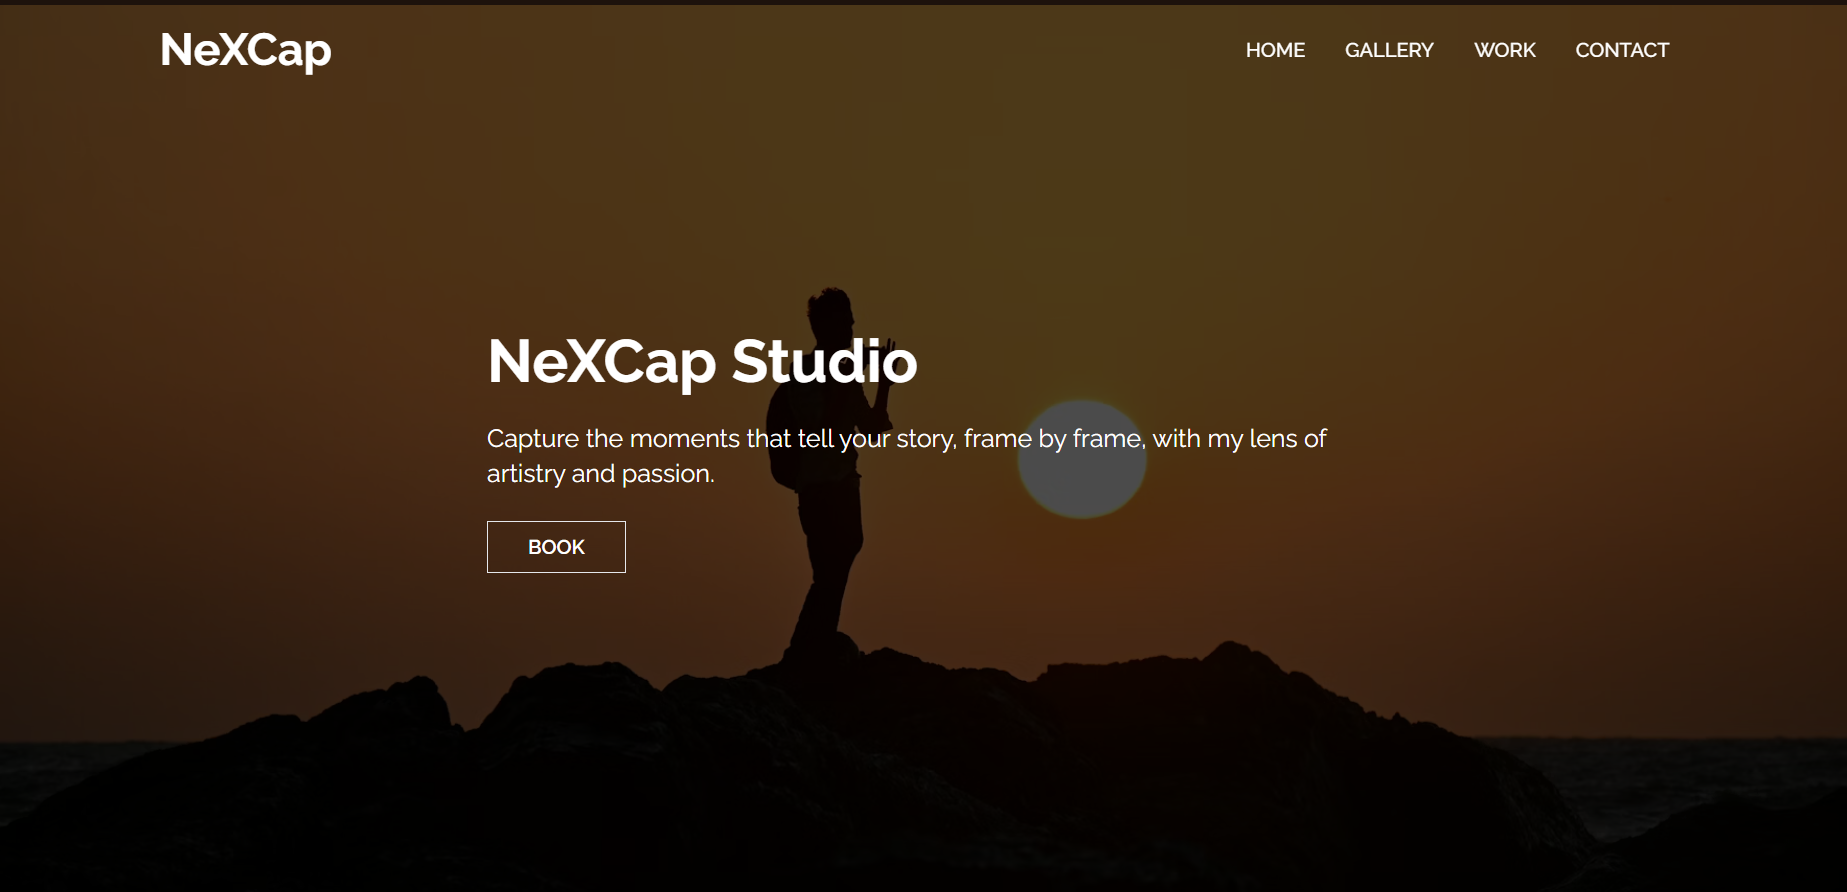 NeXCap
HOME GALLERY WORK CONTACT
NeXCap Studio
Capture the moments that tell your story, frame by frame, with my lens of
artistry and passion.
BOOK